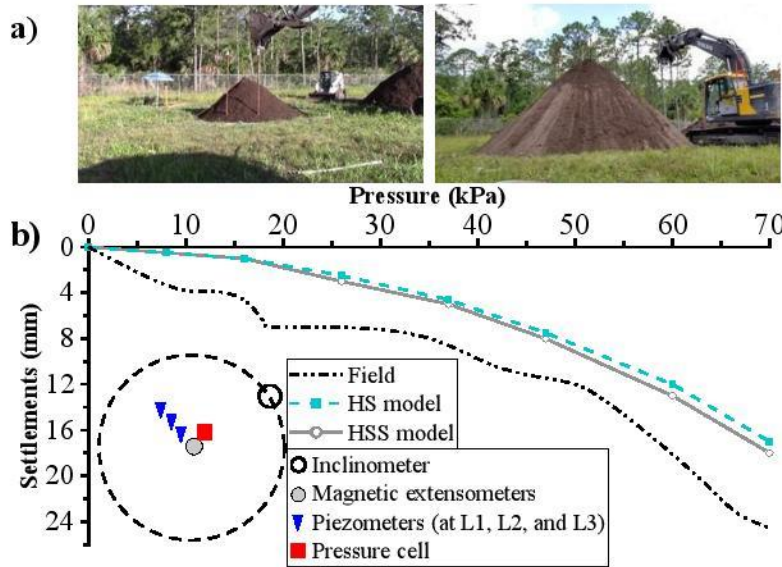 a)
Pressure (kPa)
0 10 20 30 40 50 60 70
b)
Settlements (mm)
0
4
8
12
16
18
24
Field
HS model
HSS model
Inclinometer
Magnetic extensometers
Piezometers (at L1, L2, and L3)
Pressure cell